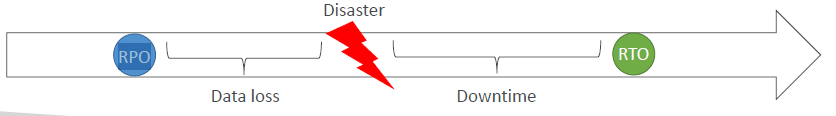 Disaster
RPO
RTO
Data loss
Downtime